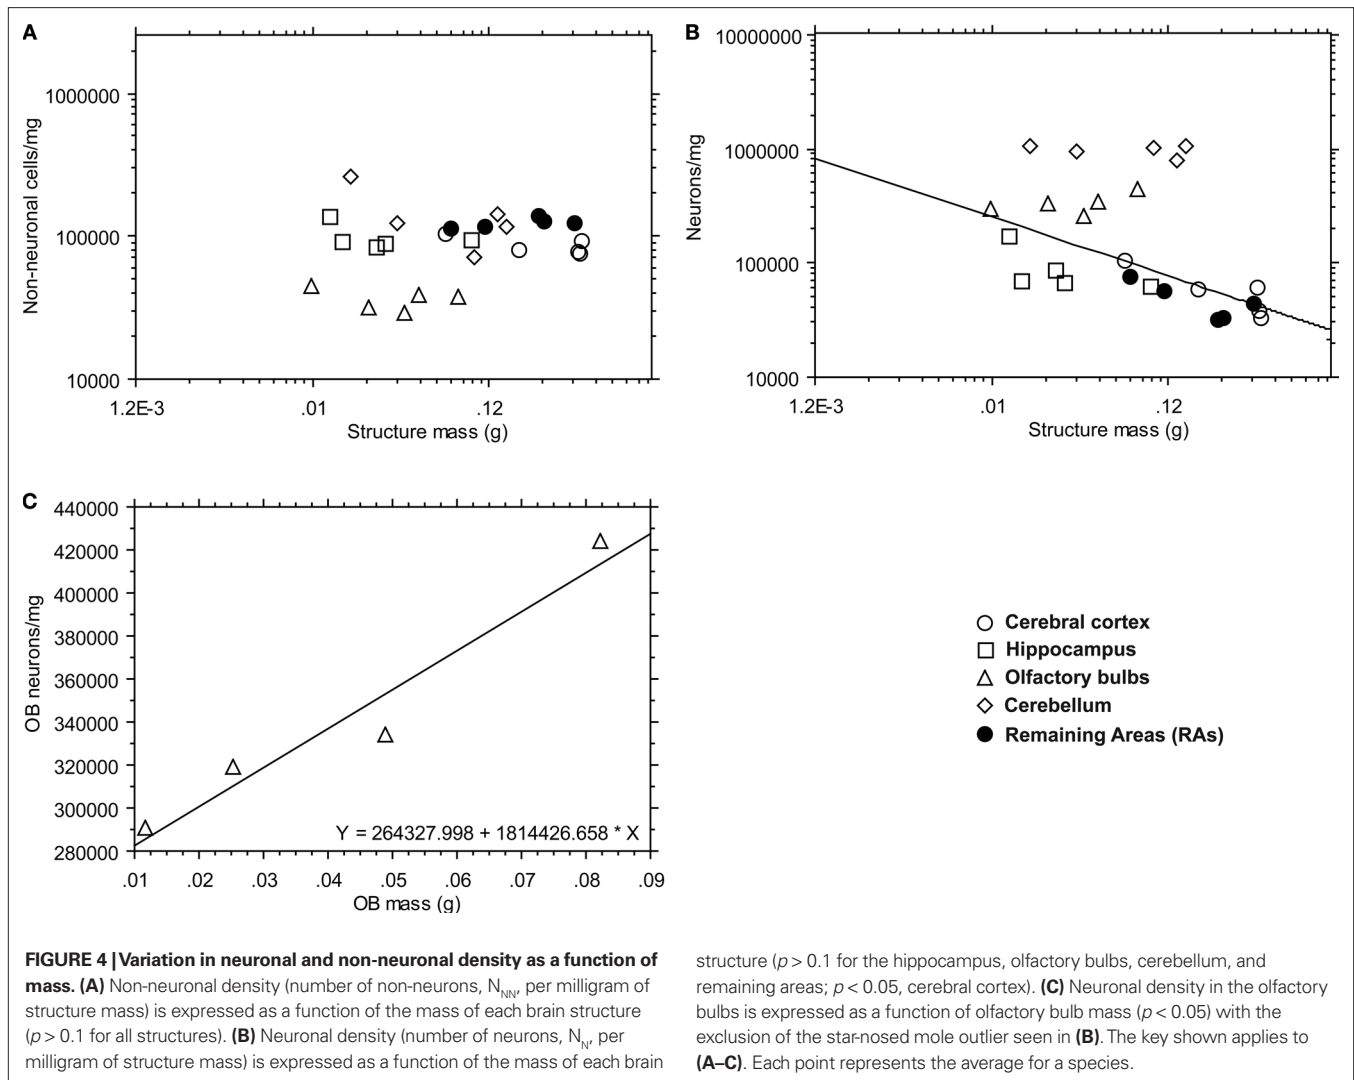 A
1000000
100000
10000
Non-neuronal cells/mg
1.2E-3
.01
.12
Structure mass (g)
B
10000000
1000000
100000
10000
Neurons/mg
1.2E-3
.01
.12
Structure mass (g)
C
440000
420000
400000
380000
360000
340000
320000
300000
280000
OB neurons/mg
Y = 264327.998 + 1814426.658 * X
.01
.02
.03
.04
.05
.06
.07
.08
.09
OB mass (g)
Cerebral cortex
Hippocampus
Olfactory bulbs
Cerebellum
Remaining Areas (RAs)
FIGURE 4 | Variation in neuronal and non-neuronal density as a function of
mass. (A) Non-neuronal density (number of non-neurons, N_NN, per milligram of
structure mass) is expressed as a function of the mass of each brain structure
(p > 0.1 for all structures). (B) Neuronal density (number of neurons, N_N, per
milligram of structure mass) is expressed as a function of the mass of each brain
structure (p > 0.1 for the hippocampus, olfactory bulbs, cerebellum, and
remaining areas; p < 0.05, cerebral cortex). (C) Neuronal density in the olfactory
bulbs is expressed as a function of olfactory bulb mass (p < 0.05) with the
exclusion of the star-nosed mole outlier seen in (B). The key shown applies to
(A–C). Each point represents the average for a species.